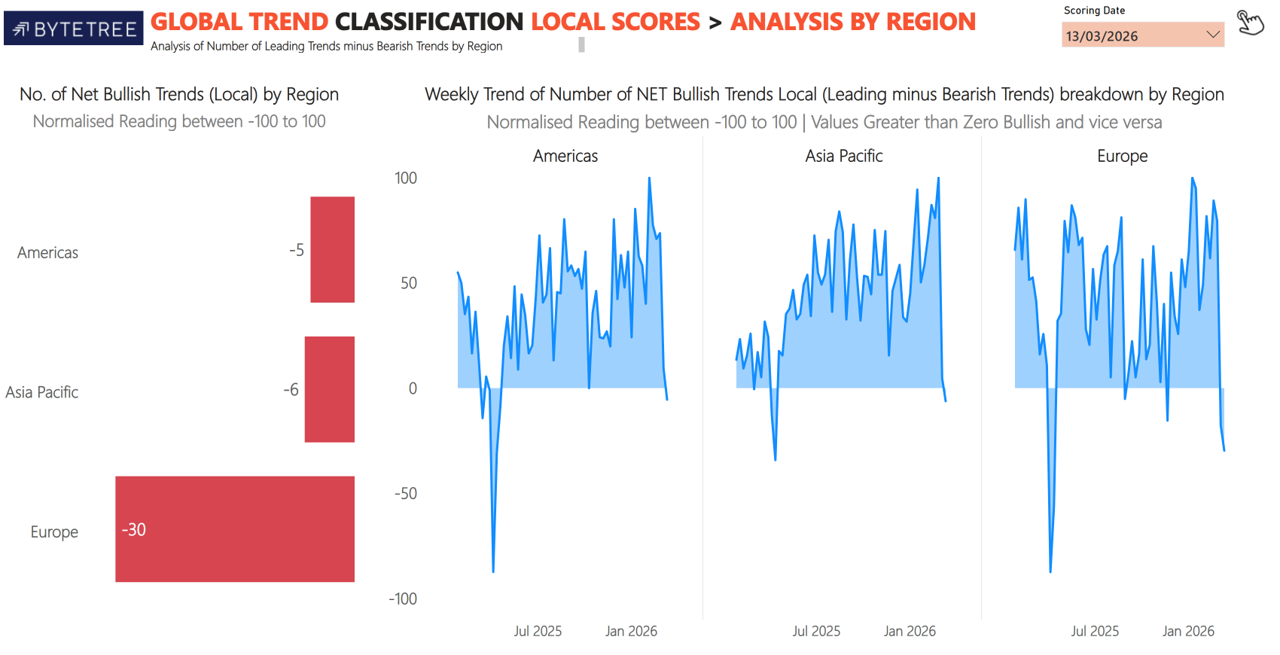 BYTETREE
GLOBAL TREND CLASSIFICATION LOCAL SCORES > ANALYSIS BY REGION
Analysis of Number of Leading Trends minus Bearish Trends by Region
Scoring Date
13/03/2026
No. of Net Bullish Trends (Local) by Region
Normalised Reading between -100 to 100
Americas
-5
Asia Pacific
-6
Europe
-30
Weekly Trend of Number of NET Bullish Trends Local (Leading minus Bearish Trends) breakdown by Region
Normalised Reading between -100 to 100 | Values Greater than Zero Bullish and vice versa
Americas Asia Pacific Europe
100
50
0
-50
-100
Jul 2025 Jan 2026 Jul 2025 Jan 2026 Jul 2025 Jan 2026